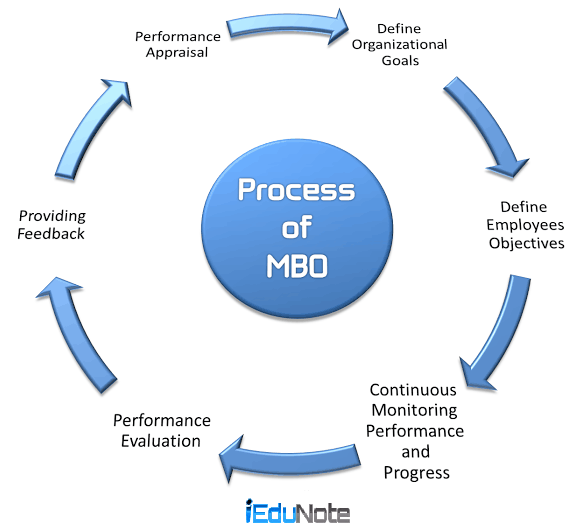 Performance
Appraisal
Define
Organizational
Goals
Process
of
MBO
Define
Employees
Objectives
Continuous
Monitoring
Performance
and
Progress
Performance
Evaluation
Providing
Feedback
iEduNote